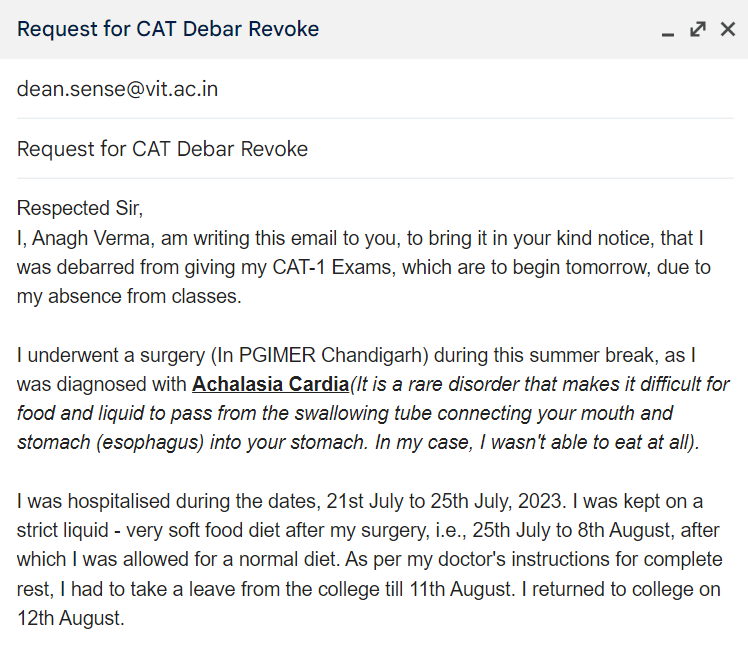 Request for CAT Debar Revoke
dean.sense@vit.ac.in
Request for CAT Debar Revoke
Respected Sir,
I, Anagh Verma, am writing this email to you, to bring it in your kind notice, that I
was debarred from giving my CAT-1 Exams, which are to begin tomorrow, due to
my absence from classes.
I underwent a surgery (In PGIMER Chandigarh) during this summer break, as I
was diagnosed with Achalasia Cardia(It is a rare disorder that makes it difficult for
food and liquid to pass from the swallowing tube connecting your mouth and
stomach (esophagus) into your stomach. In my case, I wasn't able to eat at all).
I was hospitalised during the dates, 21st July to 25th July, 2023. I was kept on a
strict liquid - very soft food diet after my surgery, i.e., 25th July to 8th August, after
which I was allowed for a normal diet. As per my doctor's instructions for complete
rest, I had to take a leave from the college till 11th August. I returned to college on
12th August.